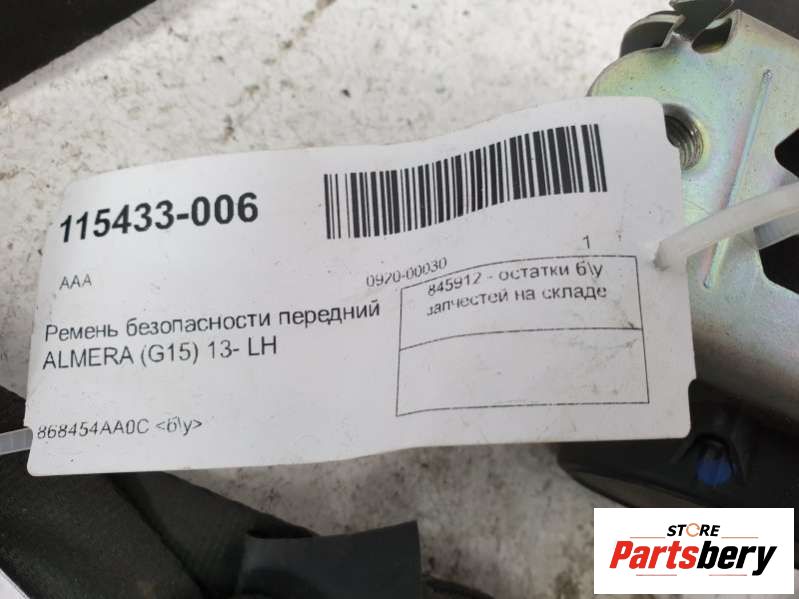 115433-006
AAA
0920-00030
1
Ремень безопасности передний
ALMERA (G15) 13- LH
845912 - остатки б\у
запчестей на складе
868454AA0C <б\у>
STORE
Partsbery